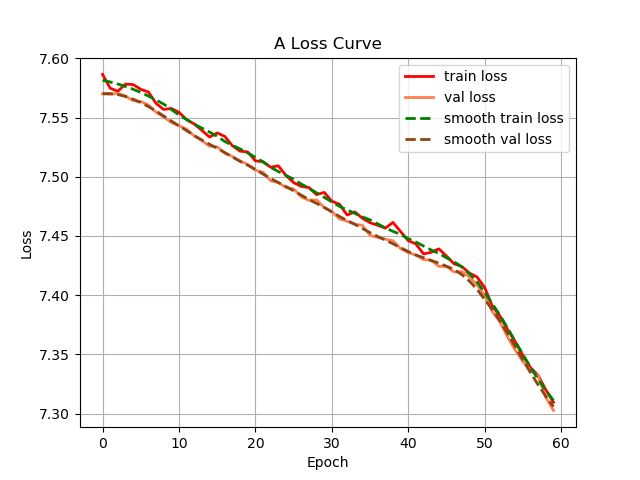 A Loss Curve
train loss
val loss
smooth train loss
smooth val loss
7.60
7.55
7.50
7.45
7.40
7.35
7.30
Loss
0 10 20 30 40 50 60
Epoch